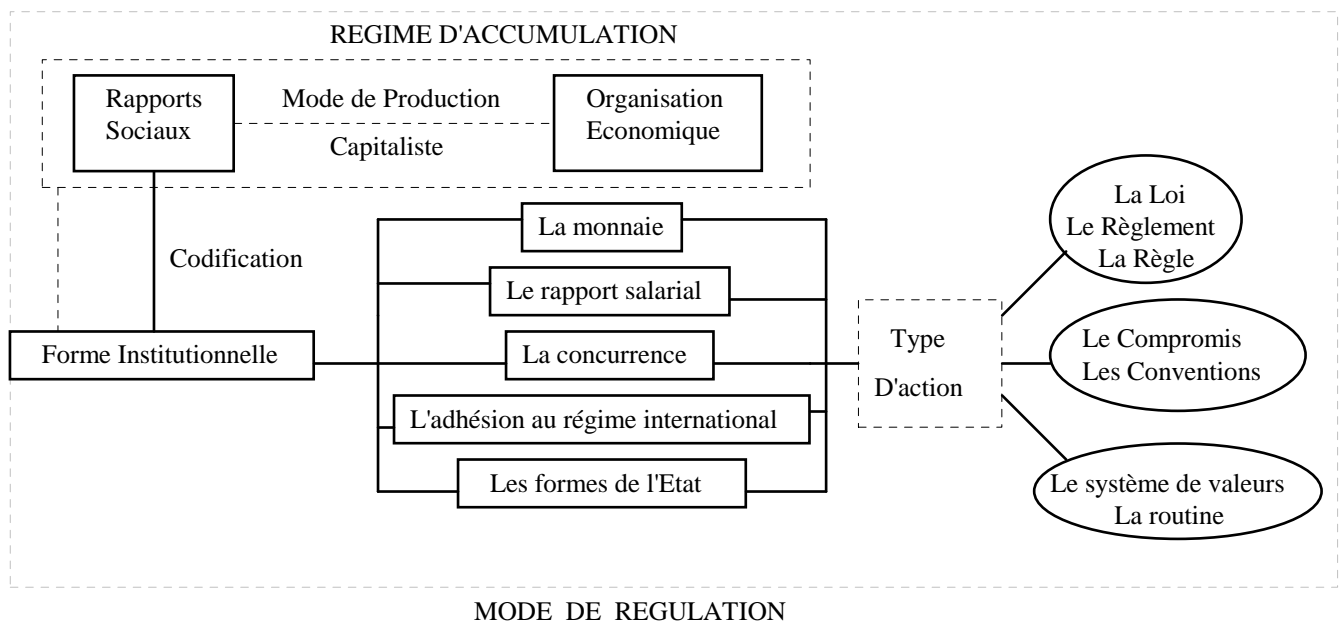 REGIME D'ACCUMULATION
Rapports
Sociaux
Mode de Production
Capitaliste
Organisation
Economique
Codification
Forme Institutionnelle
La monnaie
Le rapport salarial
La concurrence
L'adhésion au régime international
Les formes de l'Etat
Type
D'action
La Loi
Le Règlement
La Règle
Le Compromis
Les Conventions
Le système de valeurs
La routine
MODE DE REGULATION